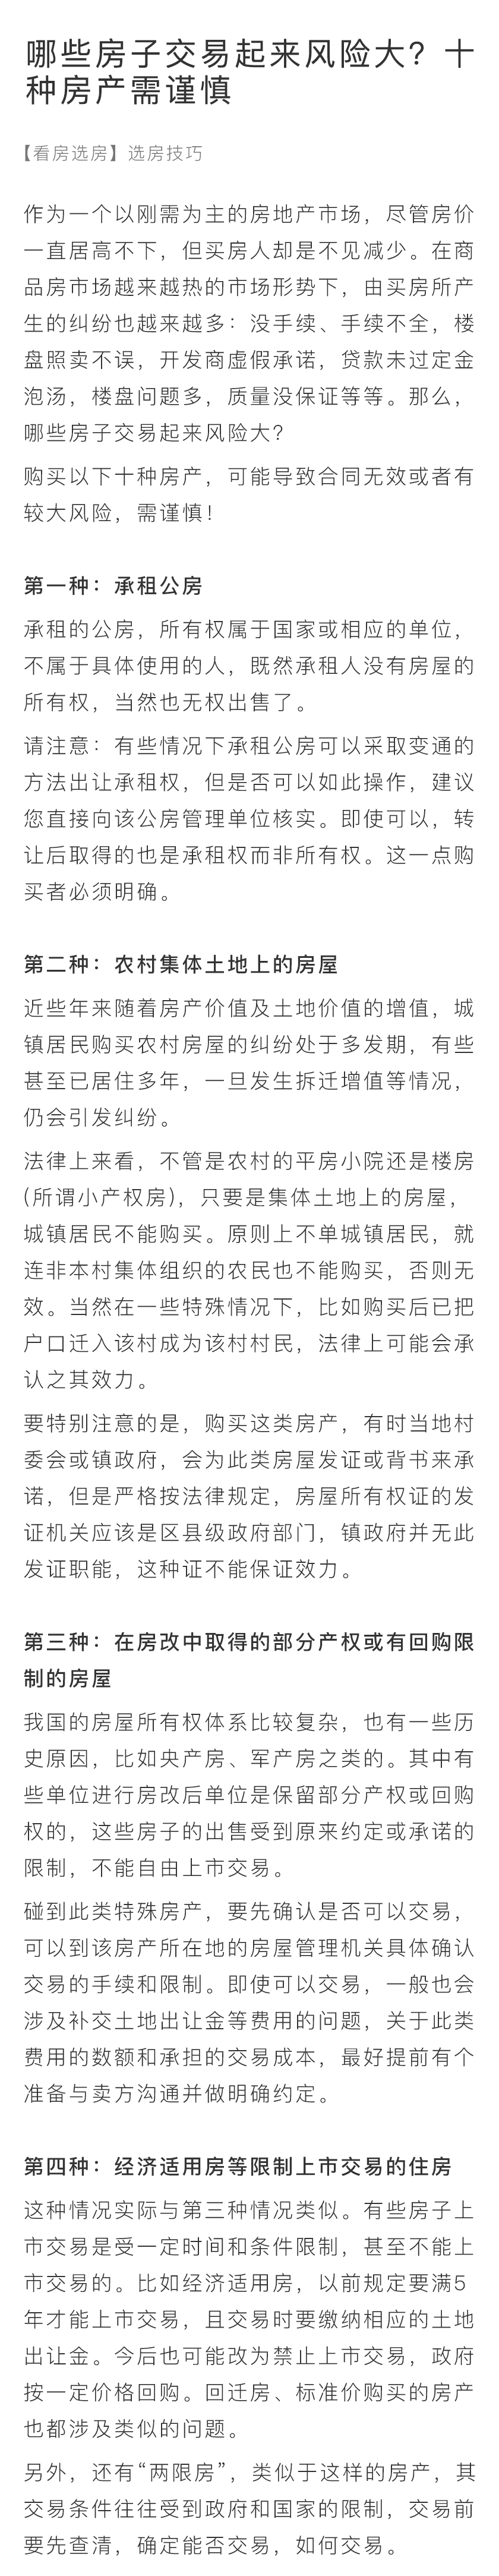 哪些房子交易起来风险大？十
种房产需谨慎
【看房选房】选房技巧
作为一个以刚需为主的房地产市场，尽管房价
一直居高不下，但买房人却是不见减少。在商
品房市场越来越热的市场形势下，由买房所产
生的纠纷也越来越多：没手续、手续不全，楼
盘照卖不误，开发商虚假承诺，贷款未过定金
泡汤，楼盘问题多，质量没保证等等。那么，
哪些房子交易起来风险大？
购买以下十种房产，可能导致合同无效或者有
较大风险，需谨慎！
第一种：承租公房
承租的公房，所有权属于国家或相应的单位，
不属于具体使用的人，既然承租人没有房屋的
所有权，当然也无权出售了。
请注意：有些情况下承租公房可以采取变通的
方法出让承租权，但是否可以如此操作，建议
您直接向该公房管理单位核实。即使可以，转
让后取得的也是承租权而非所有权。这一点购
买者必须明确。
第二种：农村集体土地上的房屋
近些年来随着房产价值及土地价值的增值，城
镇居民购买农村房屋的纠纷处于多发期，有些
甚至已居住多年，一旦发生拆迁增值等情况，
仍会引发纠纷。
法律上来看，不管是农村的平房小院还是楼房
(所谓小产权房)，只要是集体土地上的房屋，
城镇居民不能购买。原则上不单城镇居民，就
连非本村集体组织的农民也不能购买，否则无
效。当然在一些特殊情况下，比如购买后已把
户口迁入该村成为该村村民，法律上可能会承
认之其效力。
要特别注意的是，购买这类房产，有时当地村
委会或镇政府，会为此类房屋发证或背书来承
诺，但是严格按法律规定，房屋所有权证的发
证机关应该是区县级政府部门，镇政府并无此
发证职能，这种证不能保证效力。
第三种：在房改中取得的部分产权或有回购限
制的房屋
我国的房屋所有权体系比较复杂，也有一些历
史原因，比如央产房、军产房之类的。其中有
些单位进行房改后单位是保留部分产权或回购
权的，这些房子的出售受到原来约定或承诺的
限制，不能自由上市交易。
碰到此类特殊房产，要先确认是否可以交易，
可以到该房产所在地的房屋管理机关具体确认
交易的手续和限制。即使可以交易，一般也会
涉及补交土地出让金等费用的问题，关于此类
费用的数额和承担的交易成本，最好提前有个
准备与卖方沟通并做明确约定。
第四种：经济适用房等限制上市交易的住房
这种情况实际与第三种情况类似。有些房子上
市交易是受一定时间和条件限制，甚至不能上
市交易的。比如经济适用房，以前规定要满5
年才能上市交易，且交易时要缴纳相应的土地
出让金。今后也可能改为禁止上市交易，政府
按一定价格回购。回迁房、标准价购买的房产
也都涉及类似的问题。
另外，还有“两限房”，类似于这样的房产，其
交易条件往往受到政府和国家的限制，交易前
要先查清，确定能否交易，如何交易。